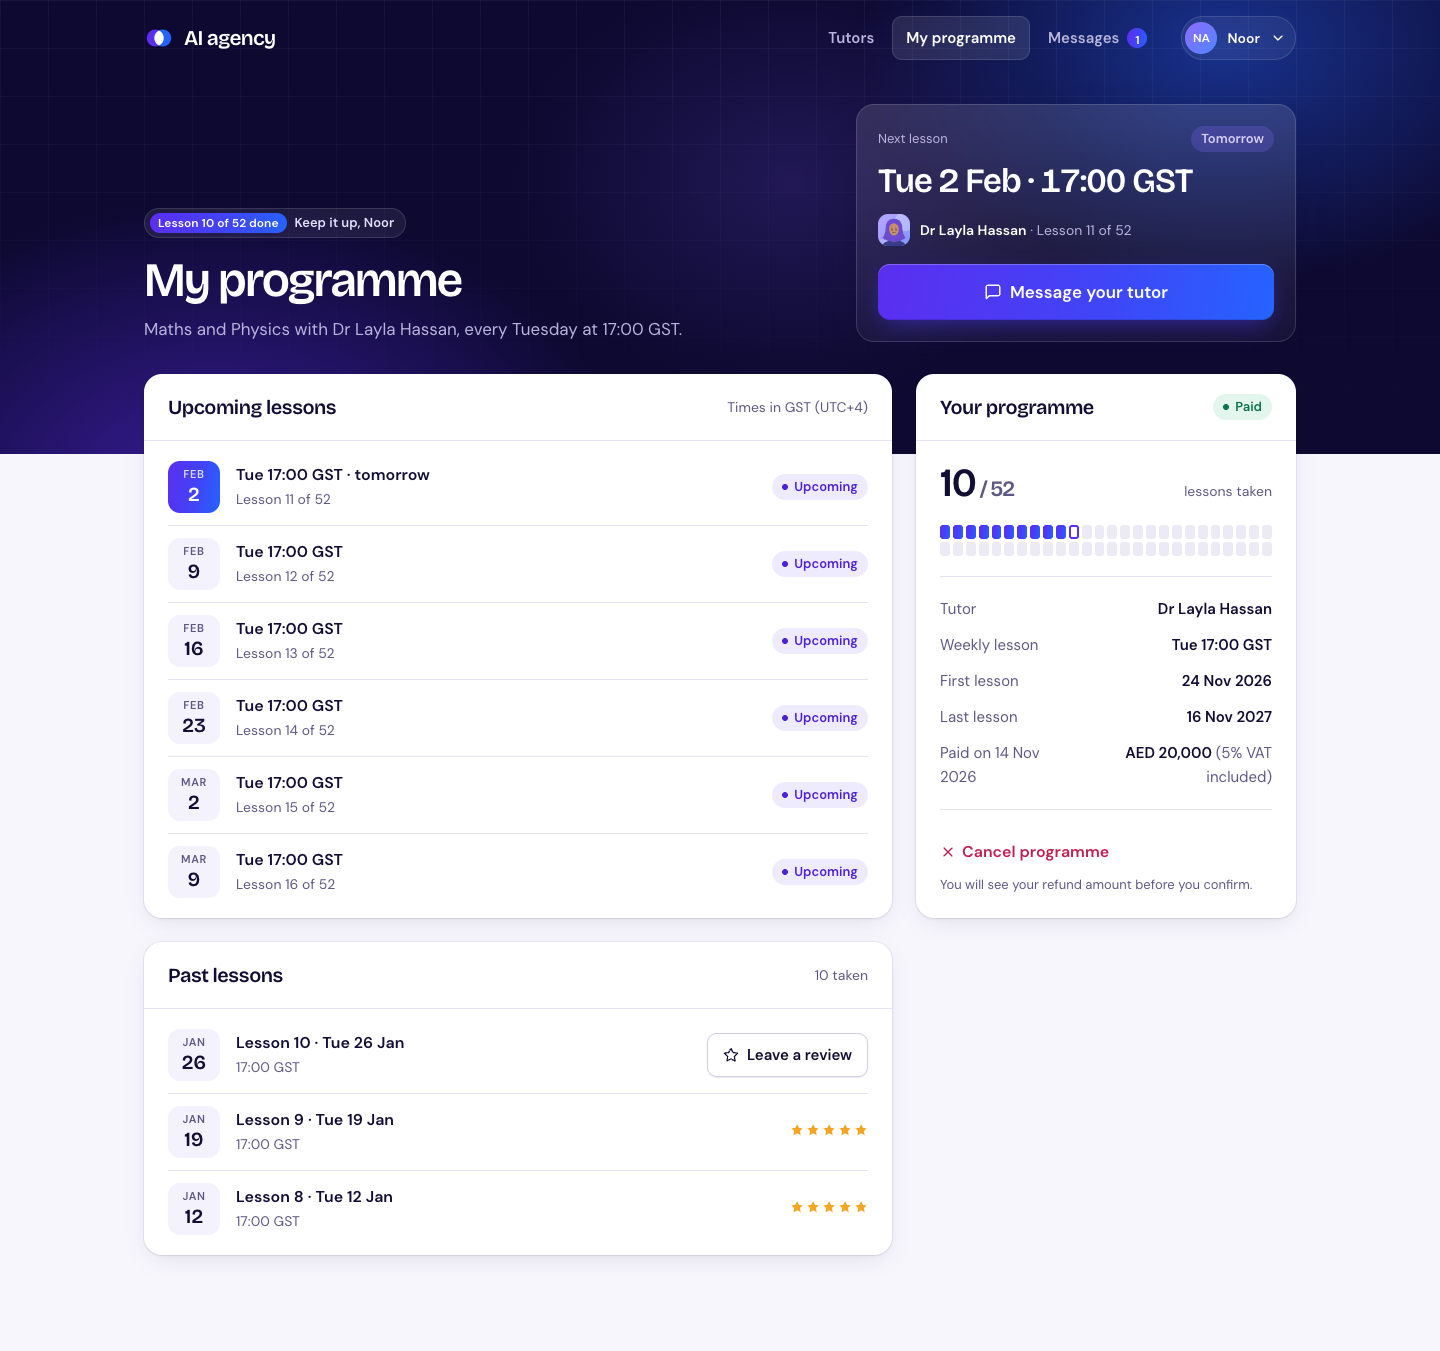 AI agency
Tutors
My programme
Messages 1
NA Noor
Next lesson
Tomorrow
Tue 2 Feb · 17:00 GST
Dr Layla Hassan · Lesson 11 of 52
Message your tutor
Lesson 10 of 52 done Keep it up, Noor
My programme
Maths and Physics with Dr Layla Hassan, every Tuesday at 17:00 GST.
Upcoming lessons
Times in GST (UTC+4)
FEB
2
Tue 17:00 GST · tomorrow
Lesson 11 of 52
Upcoming
FEB
9
Tue 17:00 GST
Lesson 12 of 52
Upcoming
FEB
16
Tue 17:00 GST
Lesson 13 of 52
Upcoming
FEB
23
Tue 17:00 GST
Lesson 14 of 52
Upcoming
MAR
2
Tue 17:00 GST
Lesson 15 of 52
Upcoming
MAR
9
Tue 17:00 GST
Lesson 16 of 52
Upcoming
Your programme
Paid
10 / 52
lessons taken
Tutor
Dr Layla Hassan
Weekly lesson
Tue 17:00 GST
First lesson
24 Nov 2026
Last lesson
16 Nov 2027
Paid on 14 Nov
2026
AED 20,000 (5% VAT
included)
Cancel programme
You will see your refund amount before you confirm.
Past lessons
10 taken
JAN
26
Lesson 10 · Tue 26 Jan
17:00 GST
Leave a review
JAN
19
Lesson 9 · Tue 19 Jan
17:00 GST
JAN
12
Lesson 8 · Tue 12 Jan
17:00 GST